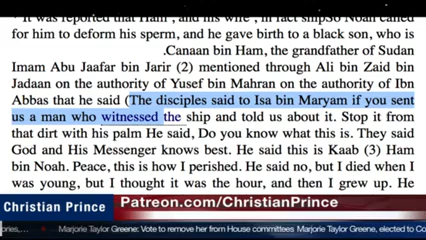 It was reported that Ham , and his wife , in fact shipSo Noah called
for him to deform his sperm, and he gave birth to a black son, who is
.Canaan bin Ham, the grandfather of Sudan
Imam Abu Jaafar bin Jarir (2) mentioned through Ali bin Zaid bin
Jadaan on the authority of Yusef bin Mahran on the authority of Ibn
Abbas that he said (The disciples said to Isa bin Maryam if you sent
us a man who witnessed the ship and told us about it. Stop it from
that dirt with his palm He said, Do you know what is. They said
God and His Messenger knows best. He said this is Kaab (3) Ham
bin Noah. Peace, this is how I perished. He said no, but I died when I
was young, but I thought it was the hour, and then I grew up. He
Christian Prince
Patreon.com/ChristianPrince
Marjorie Taylor Greene: Vote to remove her from House committees Marjorie Taylor Greene, elected to Co